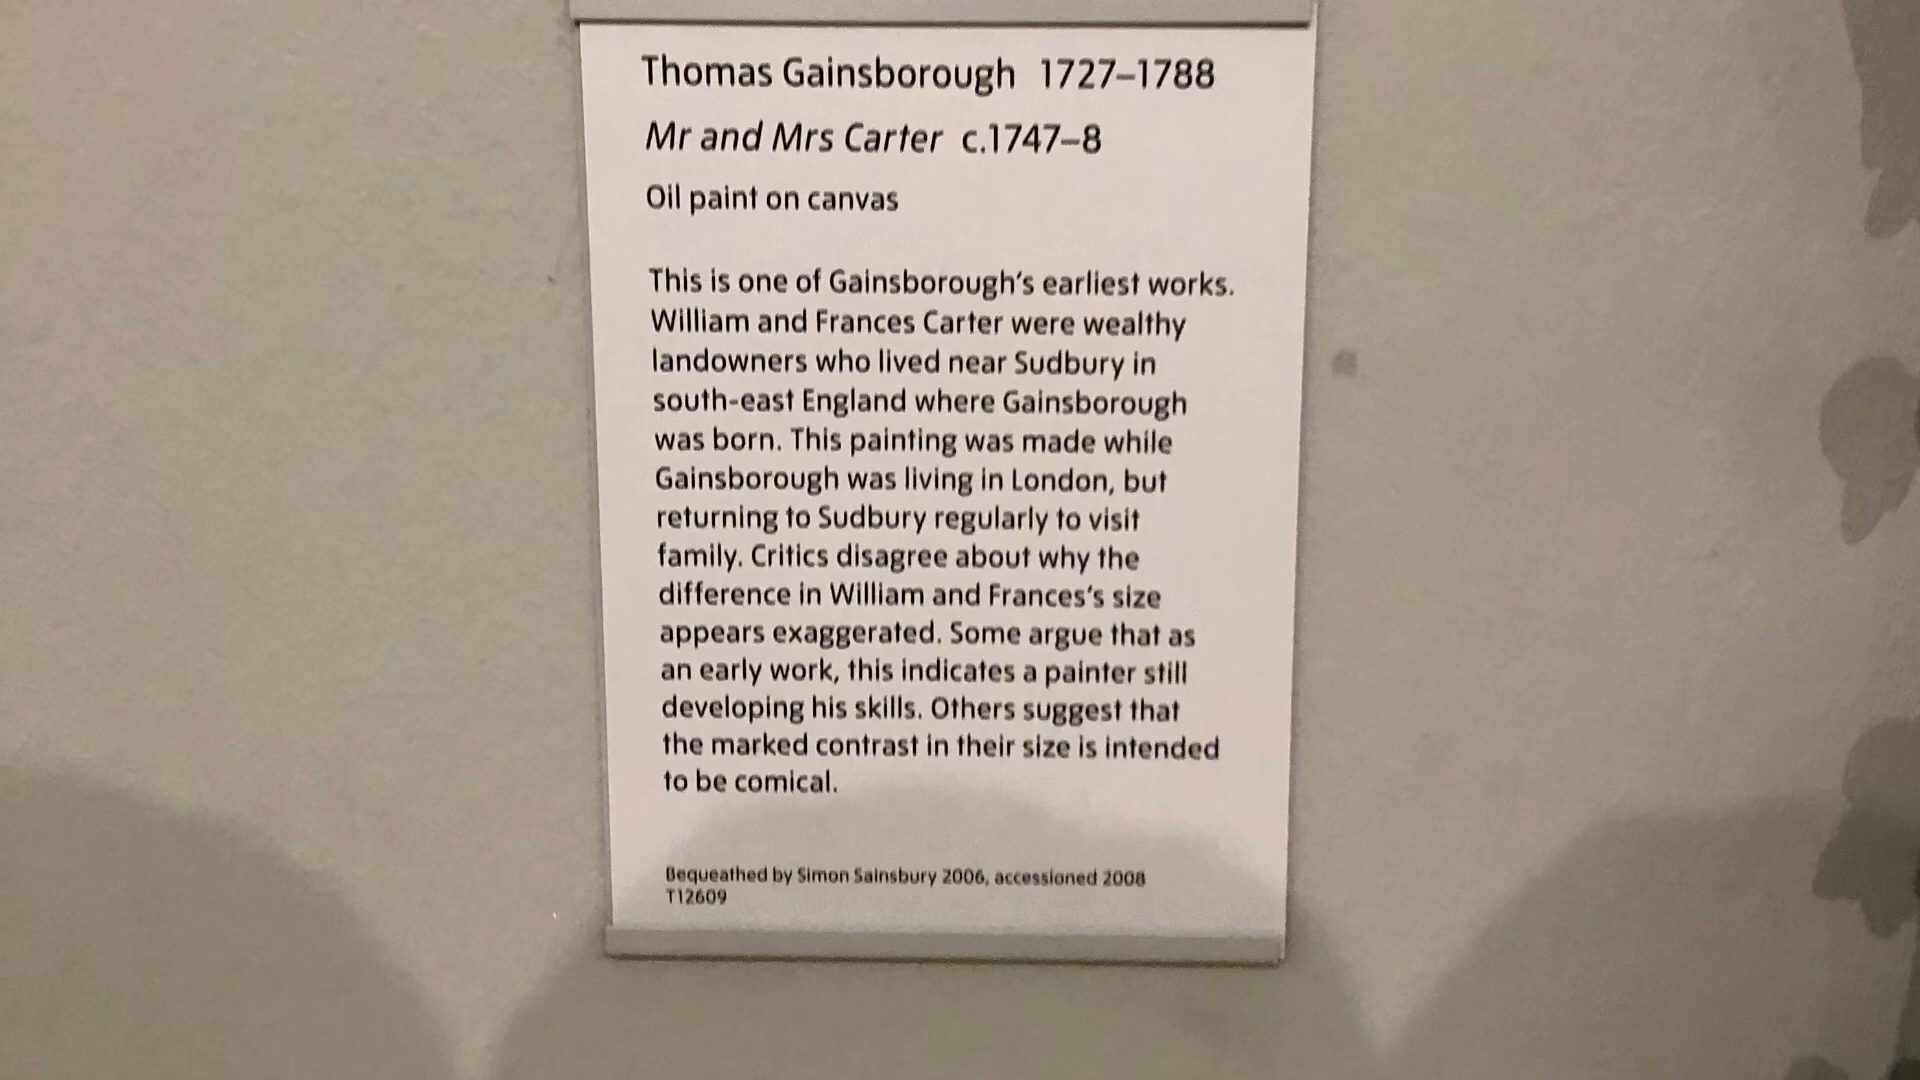 Thomas Gainsborough 1727–1788
Mr and Mrs Carter c.1747–8
Oil paint on canvas
This is one of Gainsborough's earliest works.
William and Frances Carter were wealthy
landowners who lived near Sudbury in
south-east England where Gainsborough
was born. This painting was made while
Gainsborough was living in London, but
returning to Sudbury regularly to visit
family. Critics disagree about why the
difference in William and Frances's size
appears exaggerated. Some argue that as
an early work, this indicates a painter still
developing his skills. Others suggest that
the marked contrast in their size is intended
to be comical.
Bequeathed by Simon Sainsbury 2006, accessioned 2008
T12609